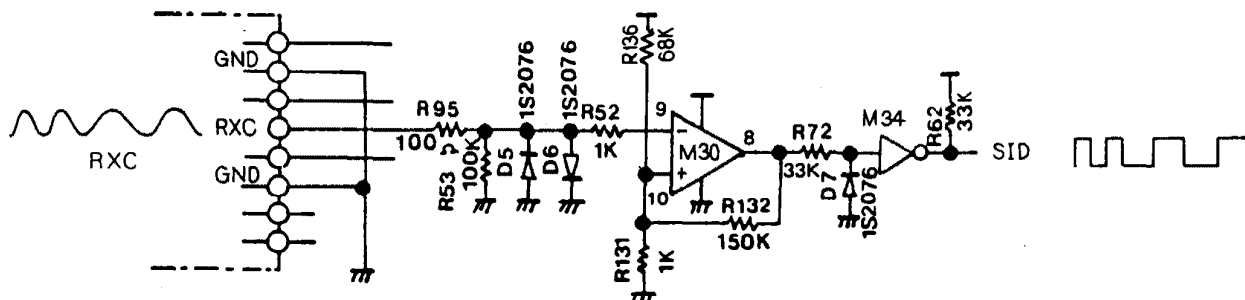 GND
RXC
RXC
GND
R95
100
R53
100K
D5
1S2076
D6
1S2076
R52
1K
R136
68K
9
10
M30
8
R132
150K
R131
1K
R72
33K
D7
1S2076
M34
R62
33K
SID